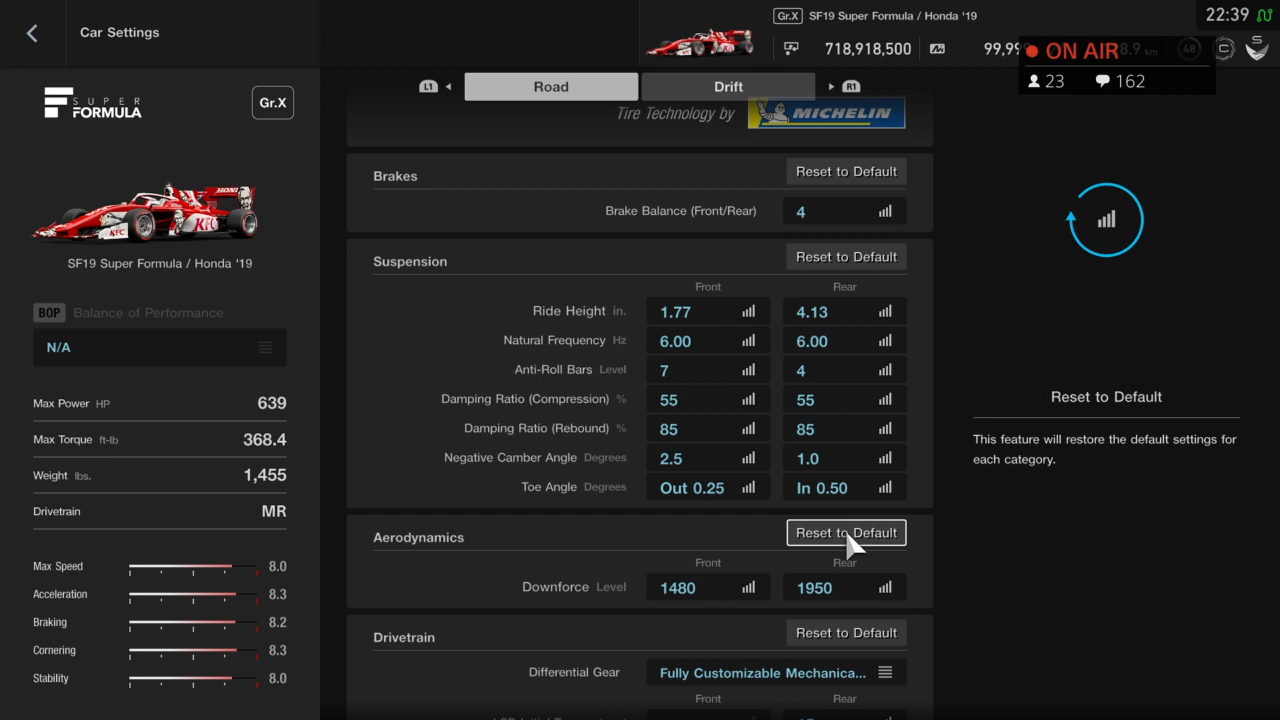 Car Settings
Gr.X SF19 Super Formula / Honda '19
718,918,500
22:39
ON AIR
23 162
SUPER
FORMULA
Gr.X
L1 Road Drift R1
Tire Technology by MICHELIN
Brakes Reset to Default
Brake Balance (Front/Rear) 4
Suspension Reset to Default
Front Rear
Ride Height in. 1.77 4.13
Natural Frequency Hz 6.00 6.00
Anti-Roll Bars Level 7 4
Damping Ratio (Compression) % 55 55
Damping Ratio (Rebound) % 85 85
Negative Camber Angle Degrees 2.5 1.0
Toe Angle Degrees Out 0.25 In 0.50
Aerodynamics Reset to Default
Front Rear
Downforce Level 1480 1950
Drivetrain Reset to Default
Differential Gear Fully Customizable Mechanica...
Front Rear
KFC
SF19 Super Formula / Honda '19
BOP Balance of Performance
N/A
Max Power HP 639
Max Torque ft-lb 368.4
Weight lbs. 1,455
Drivetrain MR
Max Speed 8.0
Acceleration 8.3
Braking 8.2
Cornering 8.3
Stability 8.0
Reset to Default
This feature will restore the default settings for
each category.